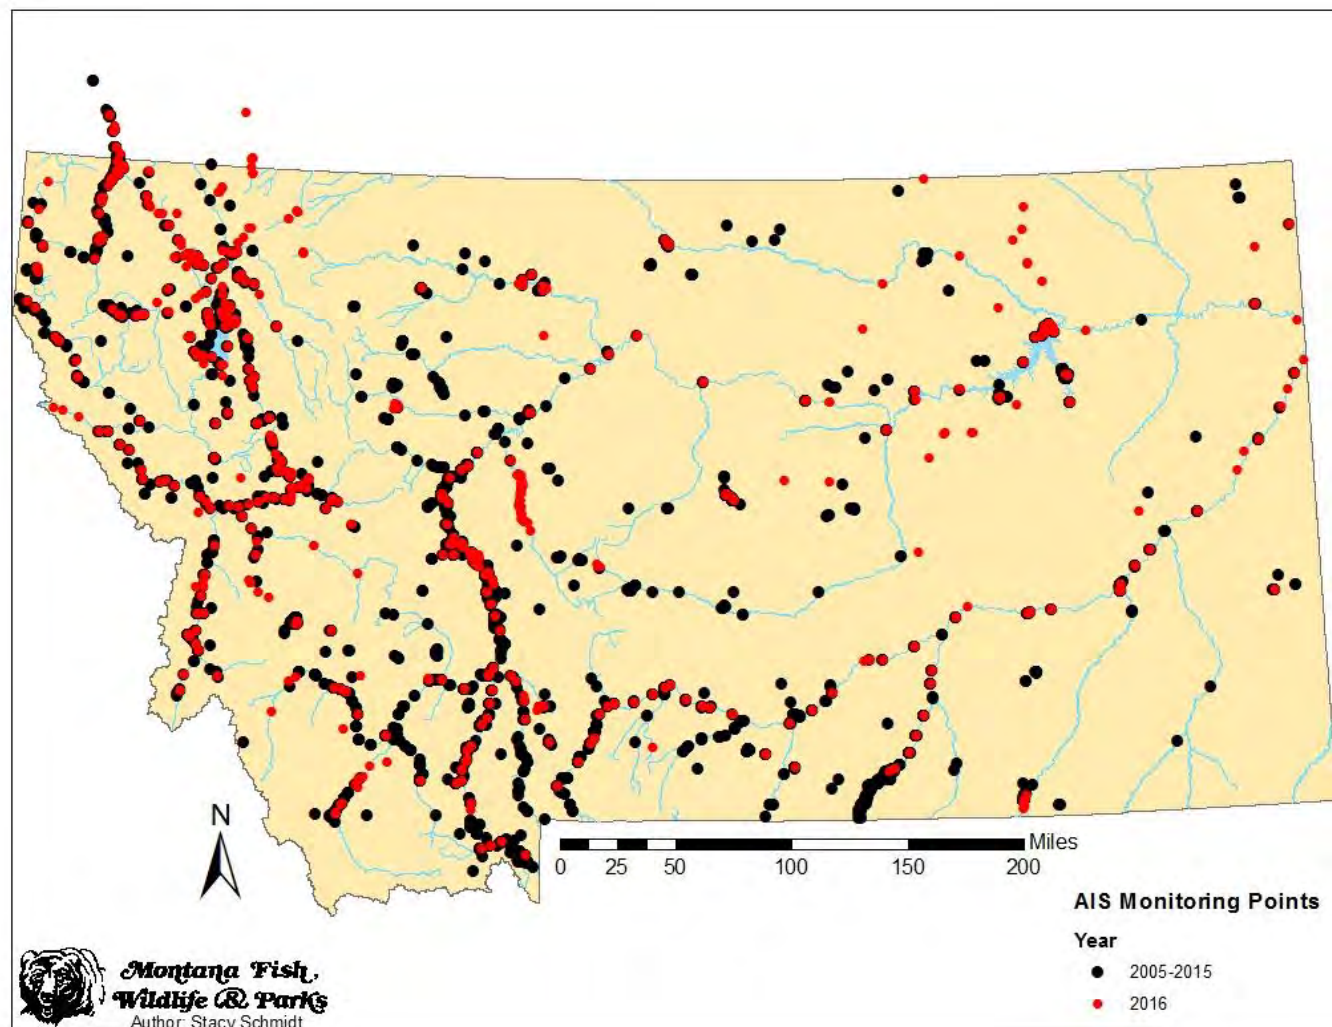 N
Miles
0 25 50 100 150 200
AIS Monitoring Points
Year
2005-2015
2016
Montana Fish,
Wildlife & Parks
Author: Stacy Schmidt